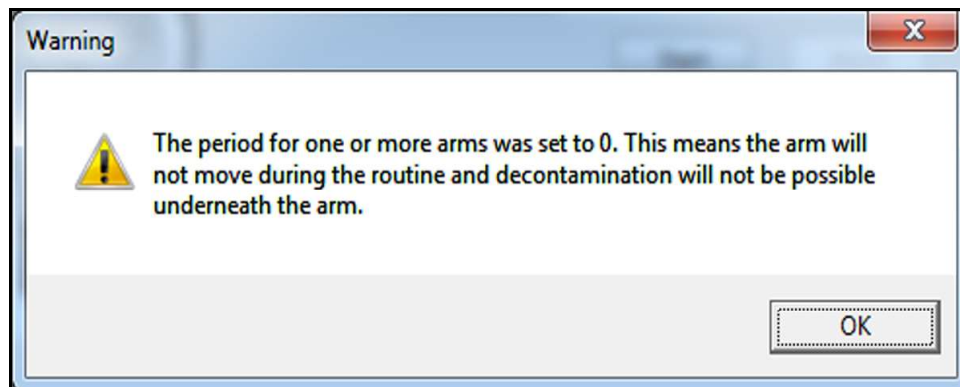 Warning
The period for one or more arms was set to 0. This means the arm will
not move during the routine and decontamination will not be possible
underneath the arm.
OK